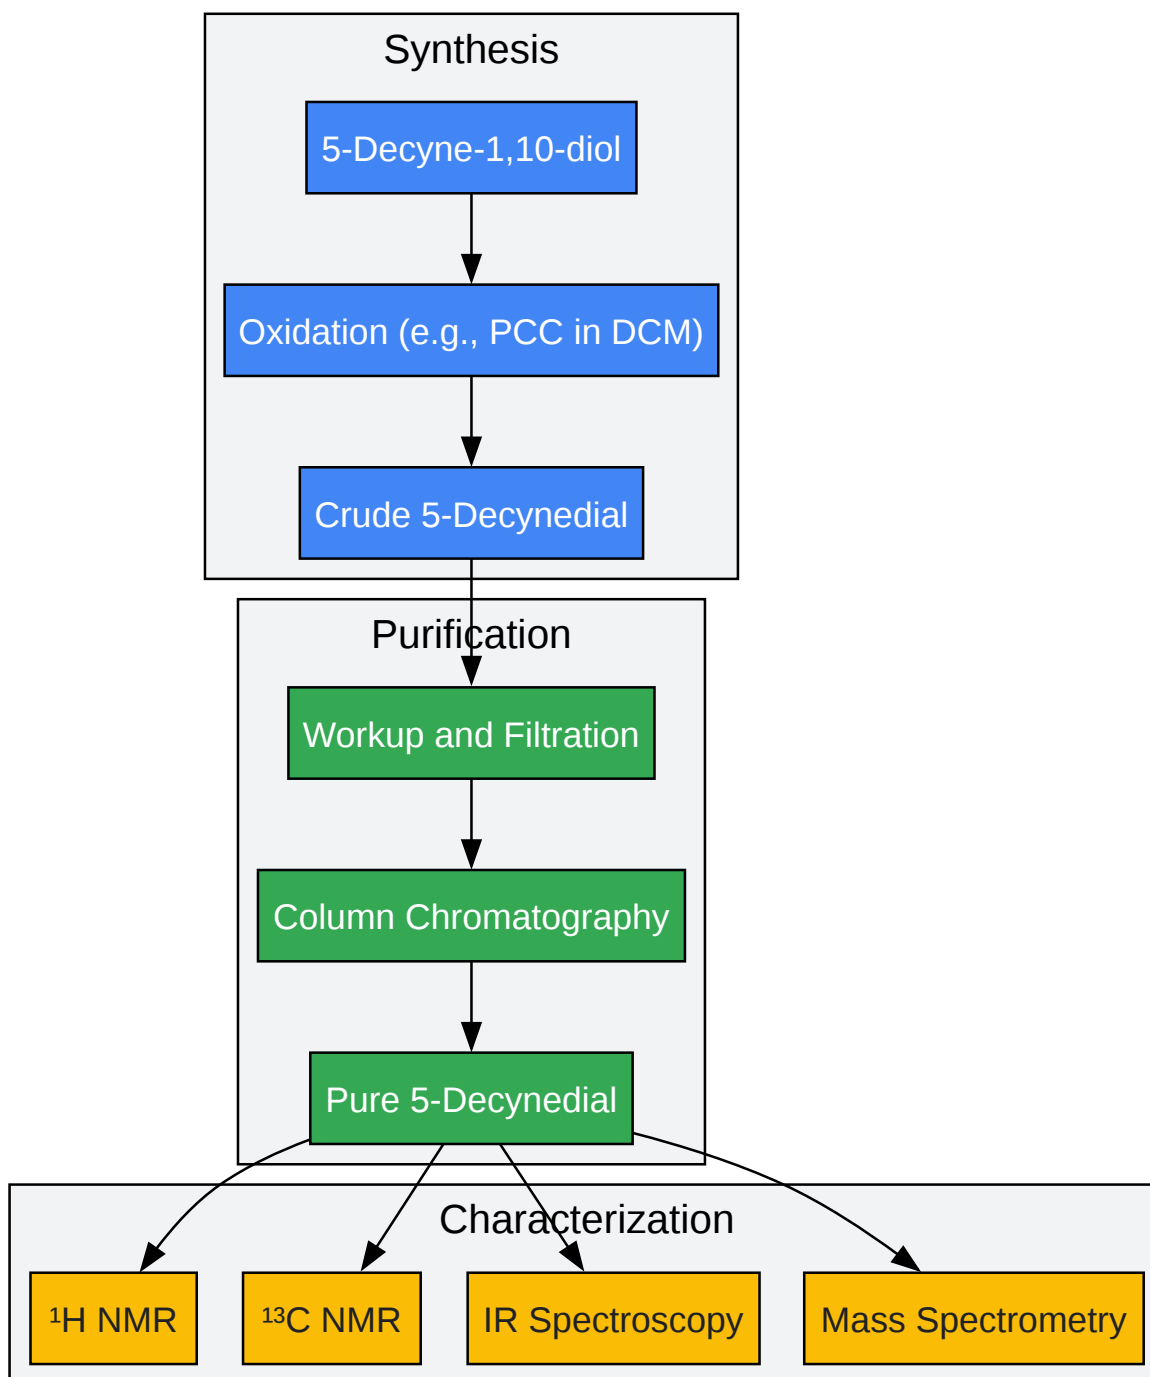 Synthesis
5-Decyne-1,10-diol
Oxidation (e.g., PCC in DCM)
Crude 5-Decynedial
Purification
Workup and Filtration
Column Chromatography
Pure 5-Decynedial
Characterization
¹H NMR
¹³C NMR
IR Spectroscopy
Mass Spectrometry